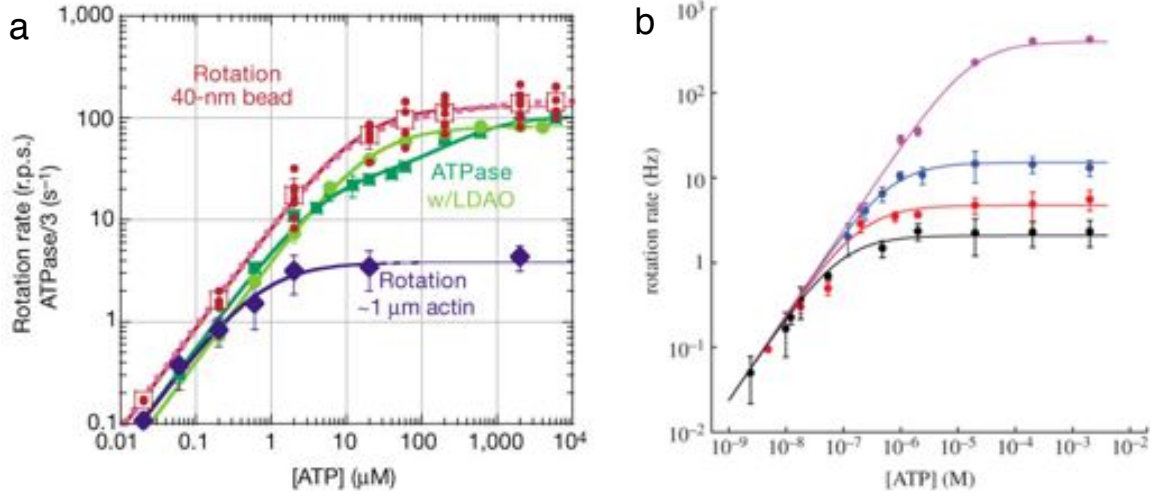 a
Rotation rate (r.p.s.)
ATPase/3 (s⁻¹)
1,000
100
10
1
0.1
Rotation
40-nm bead
ATPase
w/LDAO
Rotation
~1 μm actin
0.01 0.1 1 10 100 1,000 10⁴
[ATP] (μM)
b
rotation rate (Hz)
10³
10²
10
1
10⁻¹
10⁻²
10⁻⁹ 10⁻⁸ 10⁻⁷ 10⁻⁶ 10⁻⁵ 10⁻⁴ 10⁻³ 10⁻²
[ATP] (M)